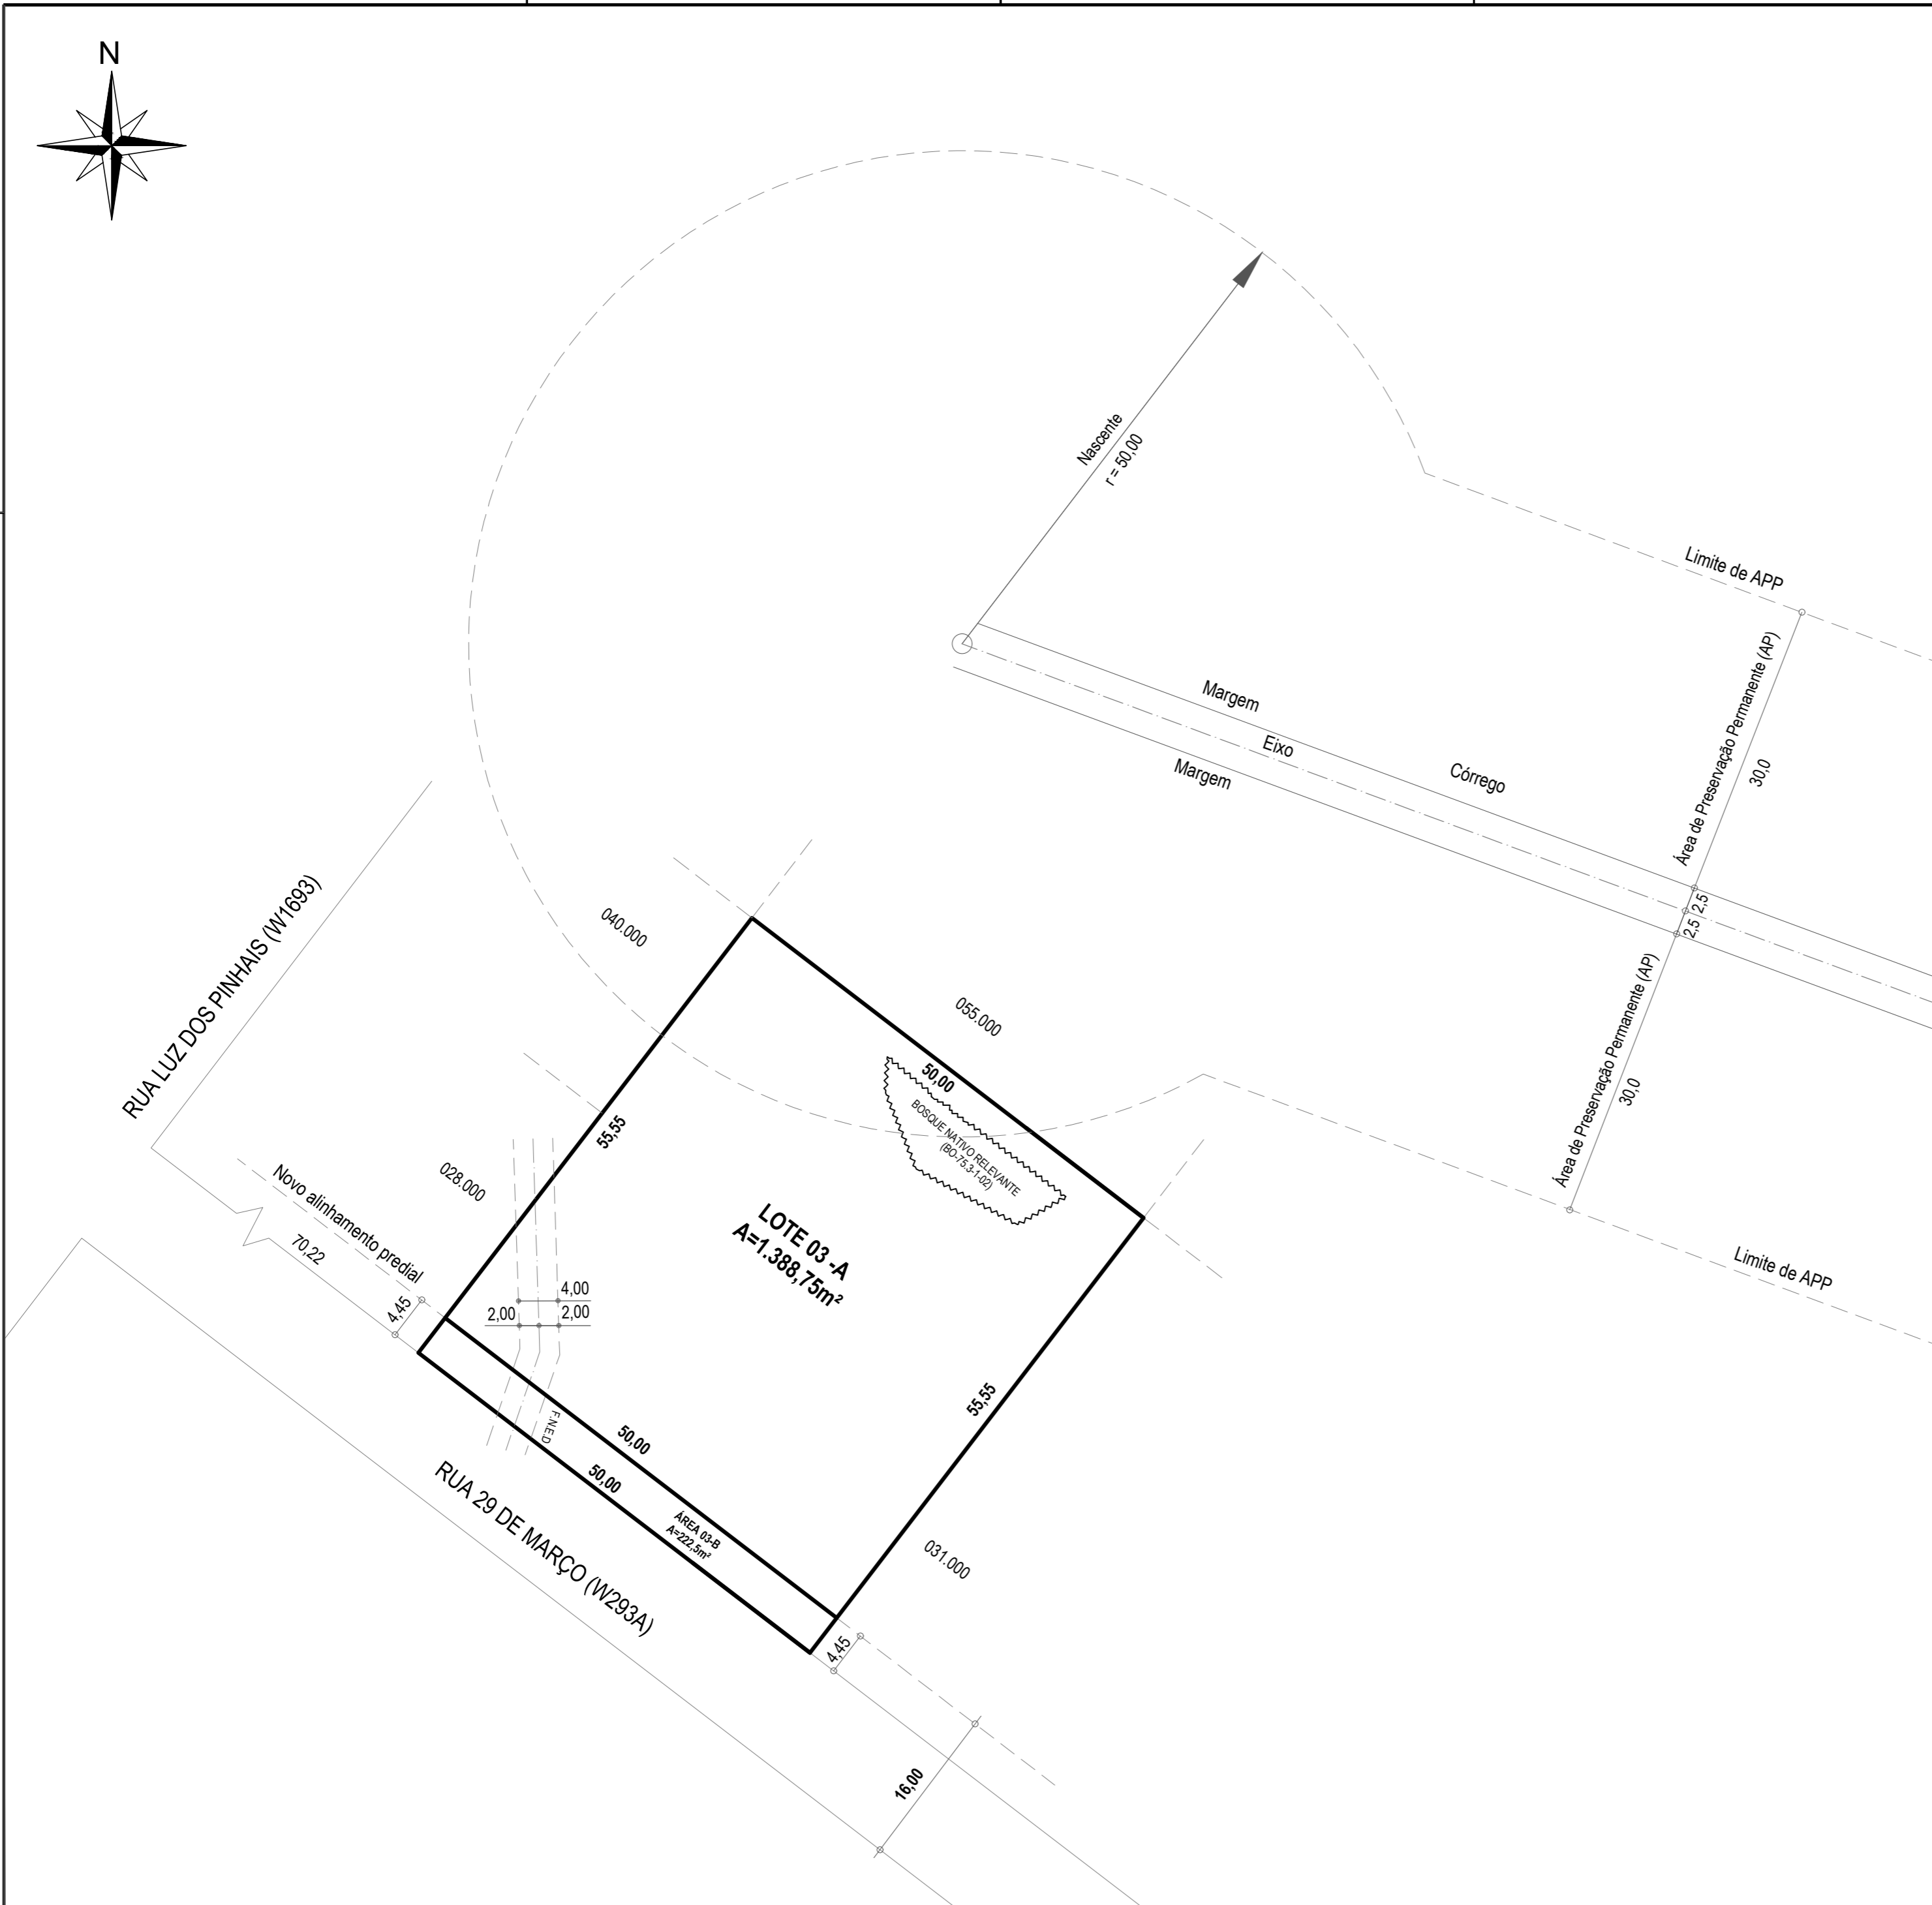 N
Nascente
r = 50,00
Limite de APP
Área de Preservação Permanente (AP)
30,0
Margem
Eixo
Margem
Córrego
2,5
2,5
Área de Preservação Permanente (AP)
30,0
Limite de APP
RUA LUZ DOS PINHAIS (W1693)
040.000
055.000
50,00
BOSQUE NATIVO RELEVANTE
(BO-75.3-1-02)
55,55
028.000
Novo alinhamento predial
70,22
4,45
LOTE 03 -A
A=1.388,75m²
4,00
2,00
2,00
F.NE.D
55,55
50,00
50,00
ÁREA 03-B
A=222,5m²
RUA 29 DE MARÇO (W293A)
031.000
4,45
16,00